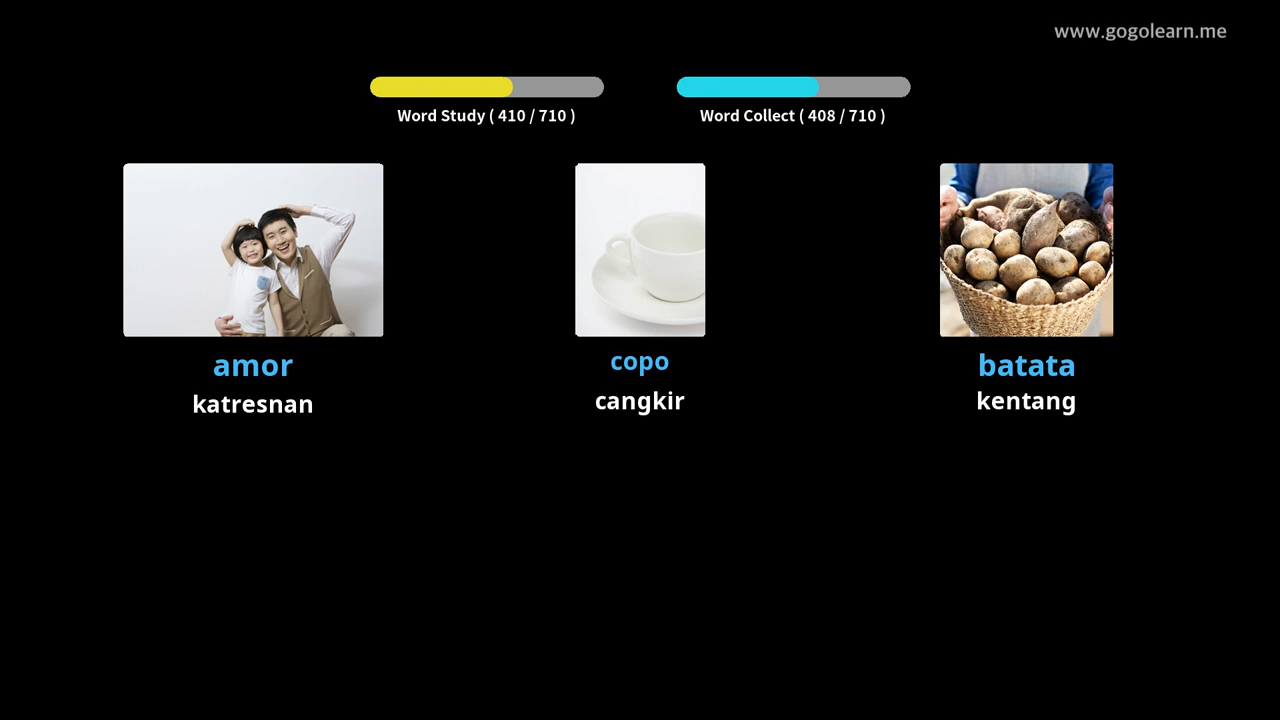 www.gogolearn.me
Word Study ( 410 / 710 )
Word Collect ( 408 / 710 )
amor
katresnan
copo
cangkir
batata
kentang